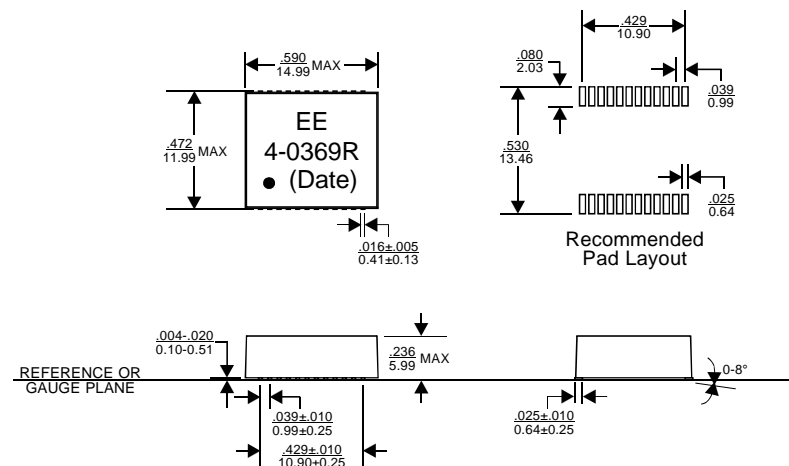 .590
14.99 MAX
.472
11.99 MAX
EE
4-0369R
● (Date)
.016±.005
0.41±0.13
.429
10.90
.080
2.03
.039
0.99
.530
13.46
.025
0.64
Recommended
Pad Layout
.004-.020
0.10-0.51
.236
5.99 MAX
REFERENCE OR
GAUGE PLANE
.039±.010
0.99±0.25
.429±.010
10.90±0.25
0-8°
.025±.010
0.64±0.25